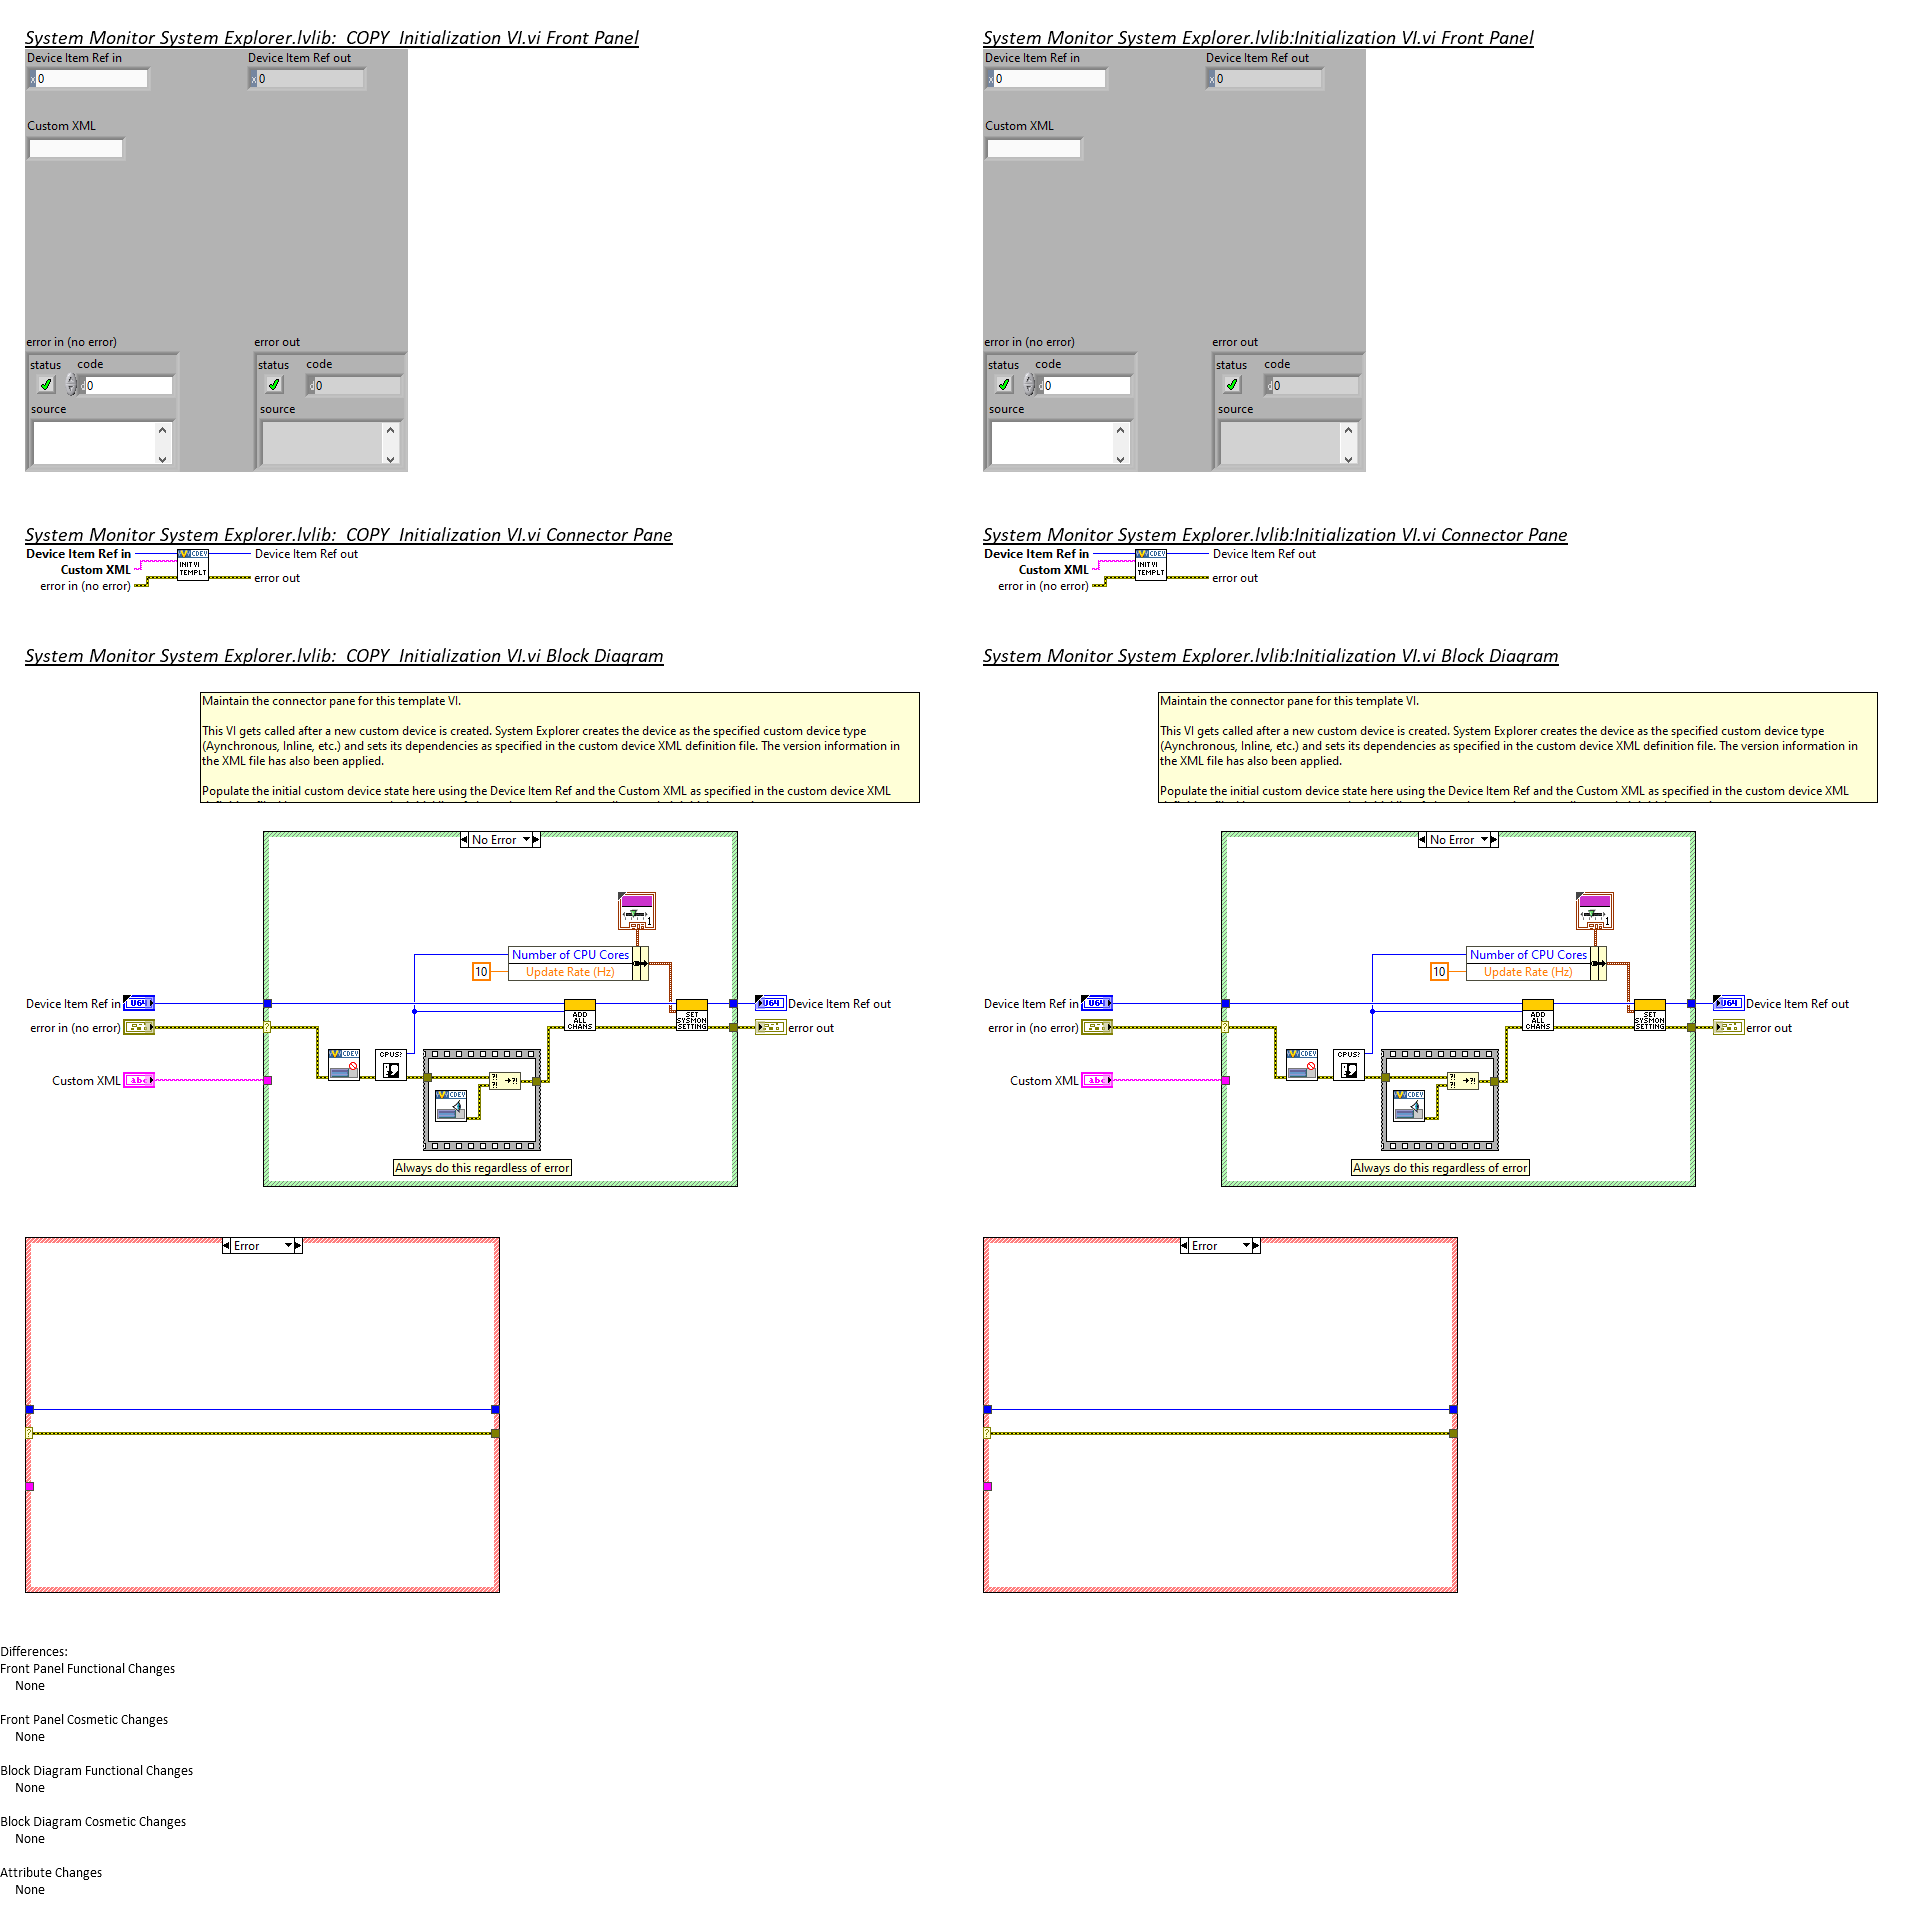 System Monitor System Explorer.lvlib:  COPY  Initialization VI.vi Front Panel
Device Item Ref in
Device Item Ref out
x 0
x 0
Custom XML
error in (no error)
error out
status
code
status
code
d 0
d 0
source
source
System Monitor System Explorer.lvlib:  COPY  Initialization VI.vi Connector Pane
Device Item Ref in
Device Item Ref out
Custom XML
error in (no error)
error out
CDEV
INIT VI
TEMPLT
System Monitor System Explorer.lvlib:  COPY  Initialization VI.vi Block Diagram
Maintain the connector pane for this template VI.
This VI gets called after a new custom device is created. System Explorer creates the device as the specified custom device type
(Aynchronous, Inline, etc.) and sets its dependencies as specified in the custom device XML definition file. The version information in
the XML file has also been applied.
Populate the initial custom device state here using the Device Item Ref and the Custom XML as specified in the custom device XML
No Error
1
Number of CPU Cores
10
Update Rate (Hz)
Device Item Ref in
U64
U64
Device Item Ref out
error in (no error)
error out
ADD
ALL
CHANS
SET
SYSMON
SETTING
CDEV
CPUS?
Custom XML
abc
CDEV
Always do this regardless of error
Error
System Monitor System Explorer.lvlib:Initialization VI.vi Front Panel
Device Item Ref in
Device Item Ref out
x 0
x 0
Custom XML
error in (no error)
error out
status
code
status
code
d 0
d 0
source
source
System Monitor System Explorer.lvlib:Initialization VI.vi Connector Pane
Device Item Ref in
Device Item Ref out
Custom XML
error in (no error)
error out
CDEV
INIT VI
TEMPLT
System Monitor System Explorer.lvlib:Initialization VI.vi Block Diagram
Maintain the connector pane for this template VI.
This VI gets called after a new custom device is created. System Explorer creates the device as the specified custom device type
(Aynchronous, Inline, etc.) and sets its dependencies as specified in the custom device XML definition file. The version information in
the XML file has also been applied.
Populate the initial custom device state here using the Device Item Ref and the Custom XML as specified in the custom device XML
No Error
1
Number of CPU Cores
10
Update Rate (Hz)
Device Item Ref in
U64
U64
Device Item Ref out
error in (no error)
error out
ADD
ALL
CHANS
SET
SYSMON
SETTING
CDEV
CPUS?
Custom XML
abc
CDEV
Always do this regardless of error
Error
Differences:
Front Panel Functional Changes
None
Front Panel Cosmetic Changes
None
Block Diagram Functional Changes
None
Block Diagram Cosmetic Changes
None
Attribute Changes
None